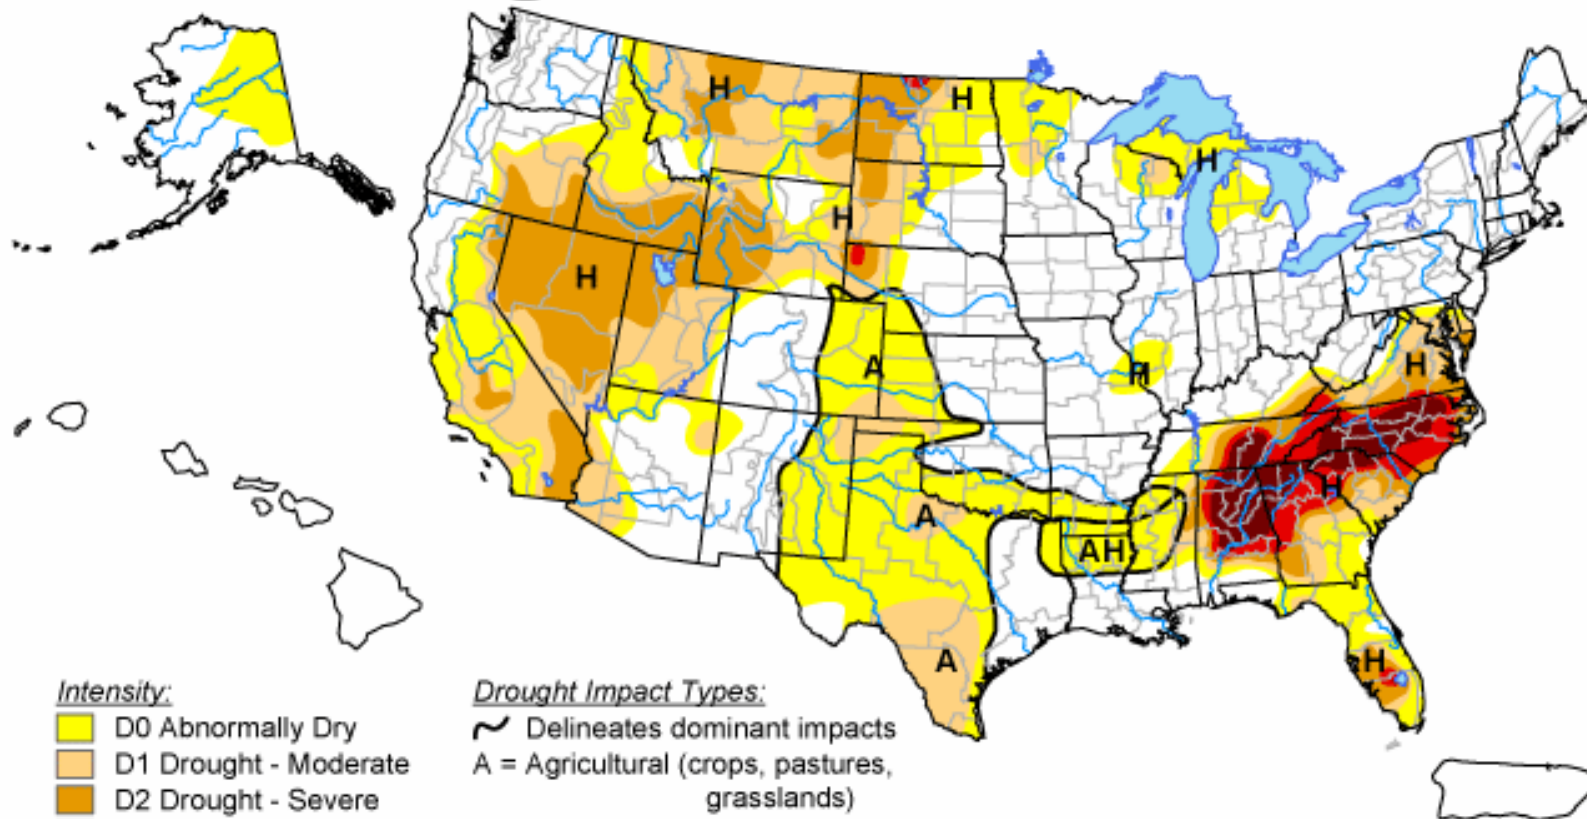 H
H
H
H
H
A
H
H
H
A
AH
A
H
Intensity:
D0 Abnormally Dry
D1 Drought - Moderate
D2 Drought - Severe
Drought Impact Types:
Delineates dominant impacts
A = Agricultural (crops, pastures,
grasslands)